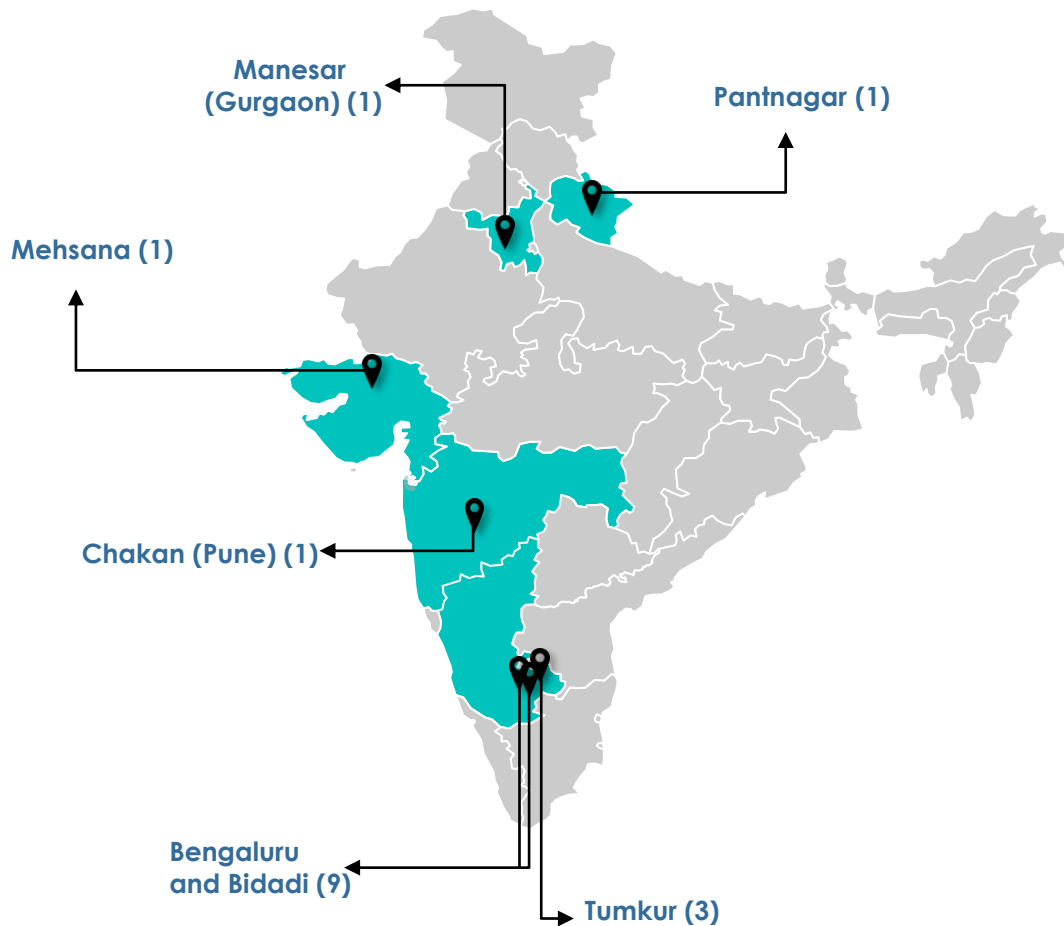 Manesar
(Gurgaon) (1)
Pantnagar (1)
Mehsana (1)
Chakan (Pune) (1)
Bengaluru
and Bidadi (9)
Tumkur (3)